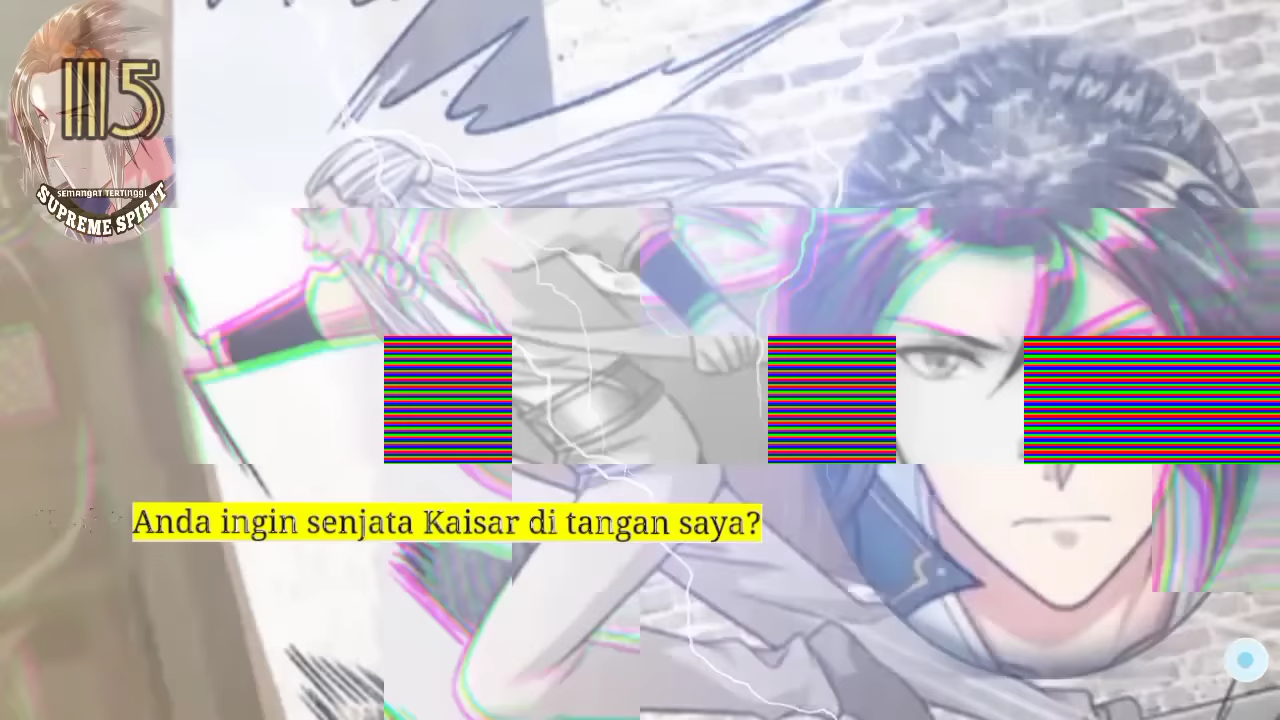 115
SEMANGAT TERTINGGI
SUPREME SPIRIT
Anda ingin senjata Kaisar di tangan saya?